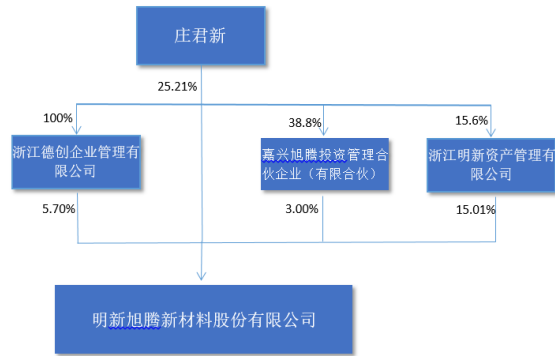 庄君新
25.21%
100%
38.8%
15.6%
浙江德创企业管理有
限公司
嘉兴旭腾投资管理合
伙企业（有限合伙）
浙江明新资产管理有
限公司
5.70%
3.00%
15.01%
明新旭腾新材料股份有限公司